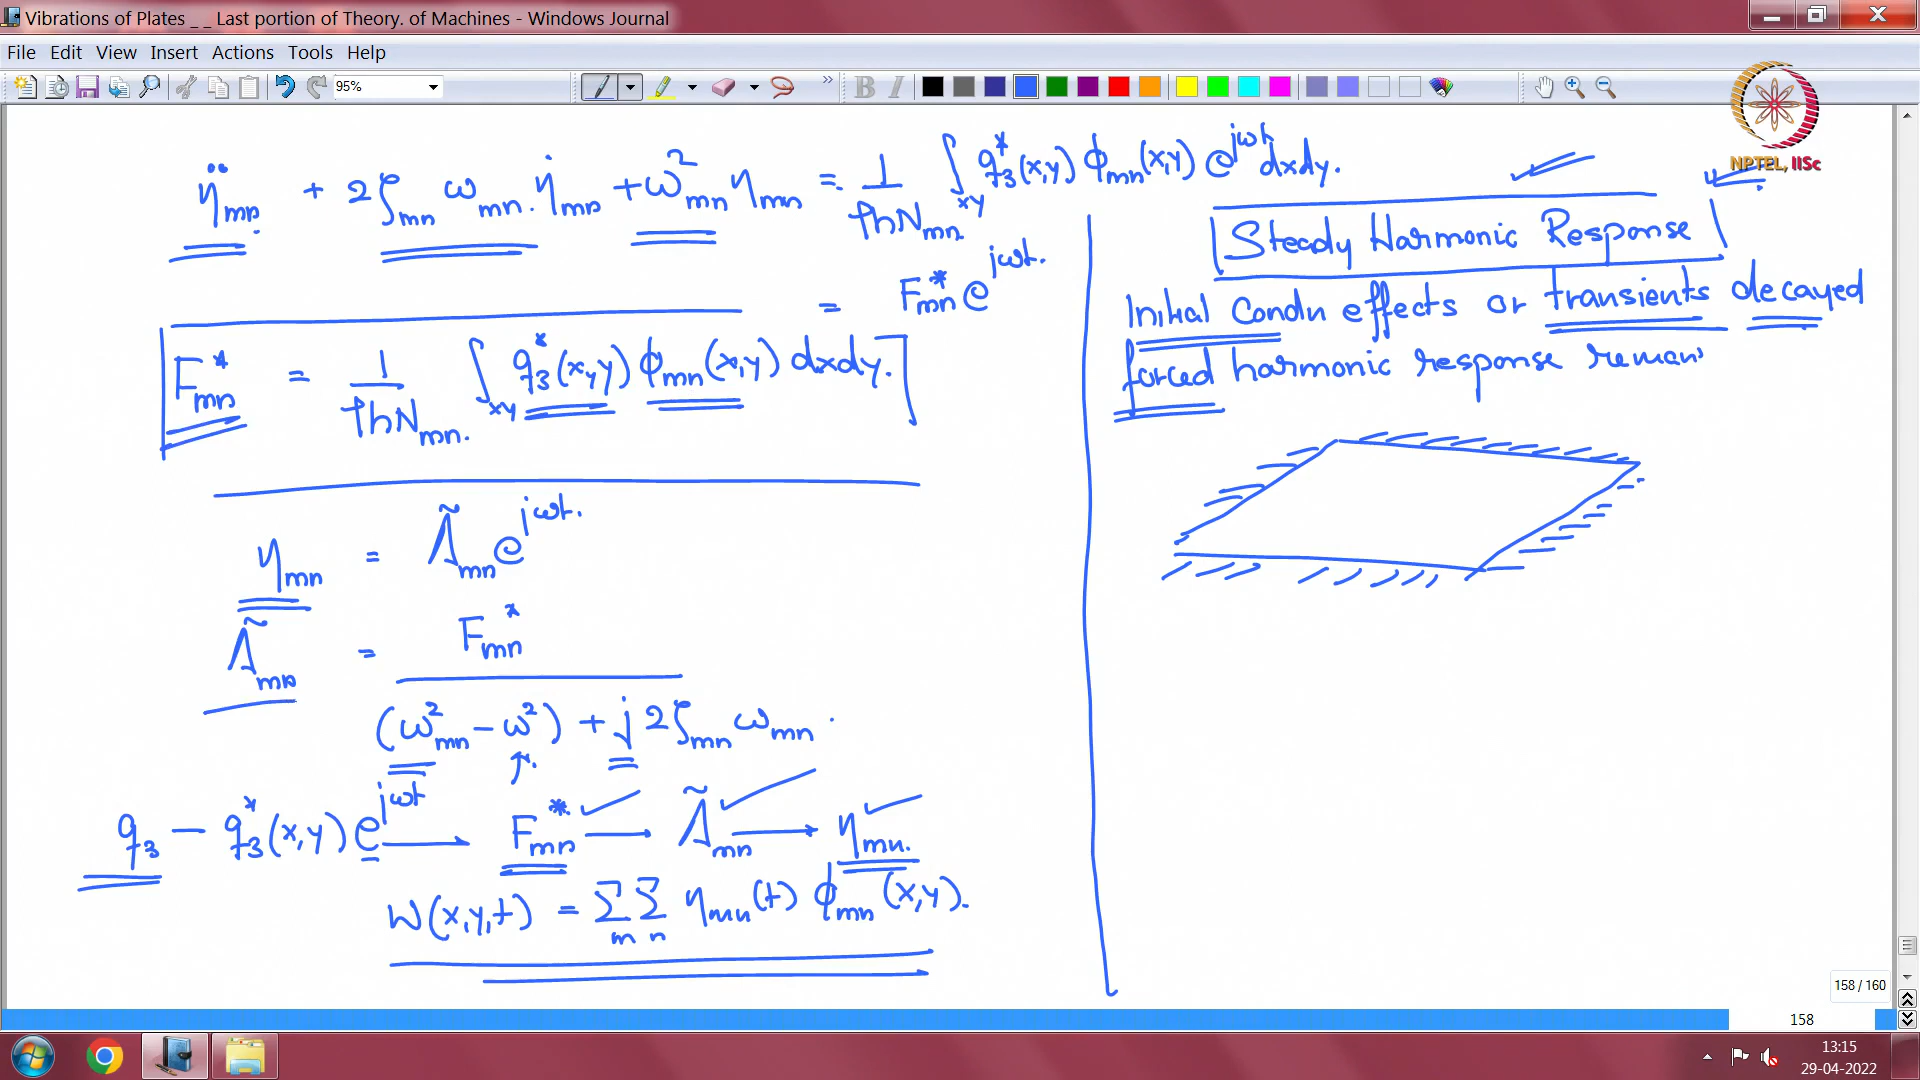 Vibrations of Plates _ _ Last portion of Theory. of Machines - Windows Journal
File Edit View Insert Actions Tools Help
95%
B I
NPTEL, IISc
η̈mn + 2ζmn ωmn. η̇mn + ω²mn ηmn = 1/(ρhNmn.) ∫xy q3*(x,y) ϕmn(x,y) e^jωt dxdy.
= Fmn* e^jωt.
Fmn* = 1/(ρhNmn.) ∫xy q3*(x,y) ϕmn(x,y) dxdy.
ηmn = Λ̃mn e^jωt.
Λ̃mn = Fmn* / ((ω²mn - ω²) + j 2ζmn ωmn.
q3 - q3*(x,y) e^jωt → Fmn* → Λ̃mn → ηmn.
W(x,y,t) = Σm Σn ηmn(t) ϕmn(x,y).
Steady Harmonic Response
Initial Condn effects or transients decayed
forced harmonic response remans
158 / 160
158
13:15
29-04-2022